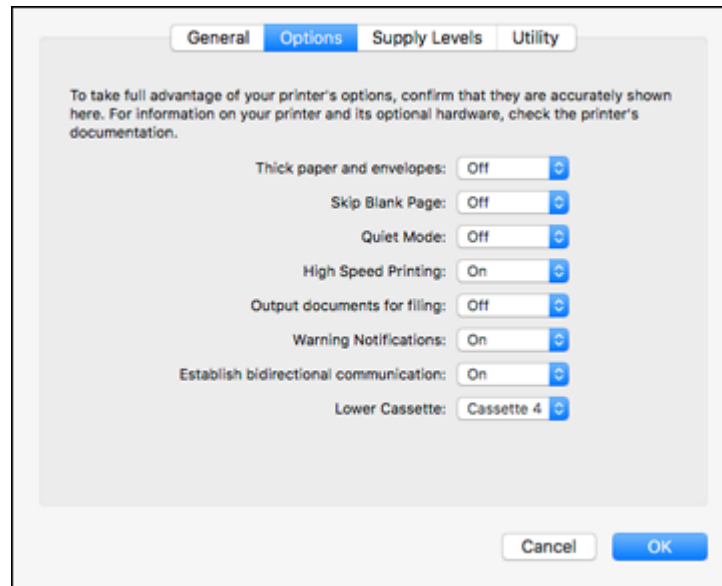 General Options Supply Levels Utility
To take full advantage of your printer's options, confirm that they are accurately shown
here. For information on your printer and its optional hardware, check the printer's
documentation.
Thick paper and envelopes: Off
Skip Blank Page: Off
Quiet Mode: Off
High Speed Printing: On
Output documents for filing: Off
Warning Notifications: On
Establish bidirectional communication: On
Lower Cassette: Cassette 4
Cancel OK